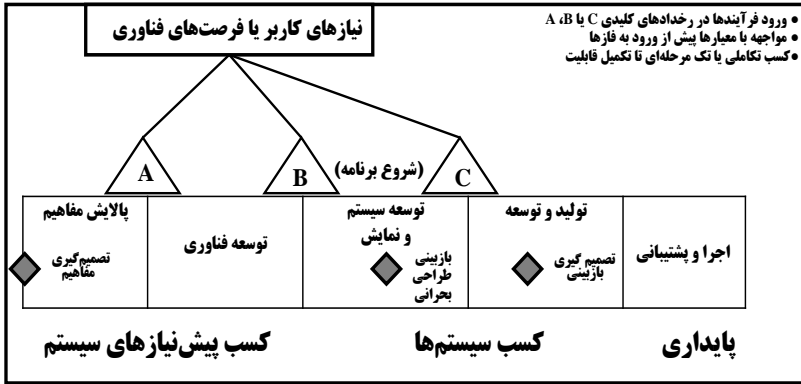 نیازهای کاربر یا فرصت‌های فناوری
● ورود فرآیندها در رخدادهای کلیدی A ،B یا C
● مواجهه با معیارها پیش از ورود به فازها
● کسب تکاملی یا تک مرحله‌ای تا تکمیل قابلیت
A
B
(شروع برنامه)
C
پالایش مفاهیم
تصمیم‌گیری
مفاهیم
توسعه فناوری
توسعه سیستم
و نمایش
بازبینی
طراحی
بحرانی
تولید و توسعه
تصمیم گیری
بازبینی
اجرا و پشتیبانی
کسب پیش‌نیازهای سیستم
کسب سیستم‌ها
پایداری